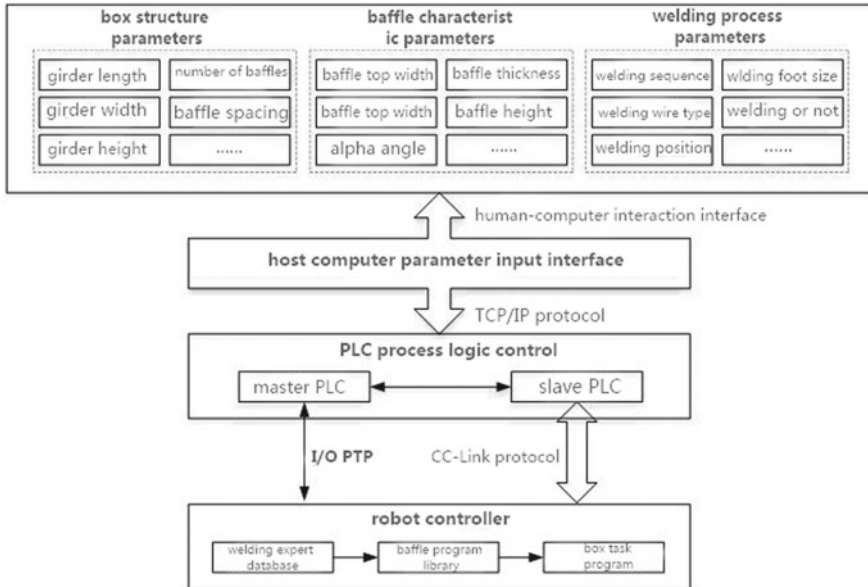 box structure
parameters
baffle characterist
ic parameters
welding process
parameters
girder length
number of baffles
girder width
baffle spacing
girder height
......
baffle top width
baffle thickness
baffle top width
baffle height
alpha angle
......
welding sequence
wlding foot size
welding wire type
welding or not
welding position
......
human-computer interaction interface
host computer parameter input interface
TCP/IP protocol
PLC process logic control
master PLC
slave PLC
I/O PTP
CC-Link protocol
robot controller
welding expert
database
baffle program
library
box task
program